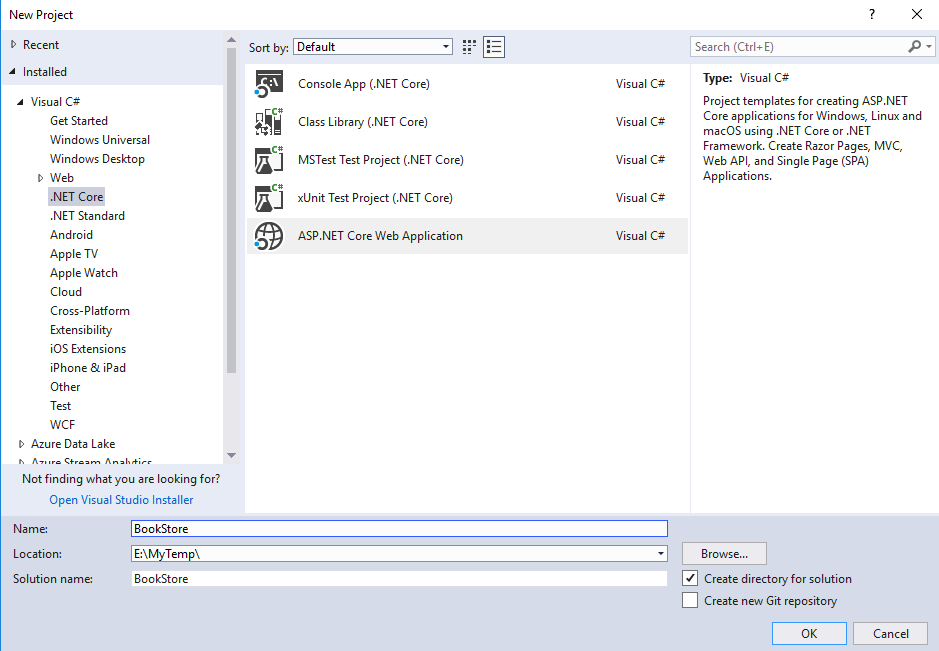 New Project
?
Recent
Installed
Visual C#
Get Started
Windows Universal
Windows Desktop
Web
.NET Core
.NET Standard
Android
Apple TV
Apple Watch
Cloud
Cross-Platform
Extensibility
iOS Extensions
iPhone & iPad
Other
Test
WCF
Azure Data Lake
Azure Stream Analytics
Not finding what you are looking for?
Open Visual Studio Installer
Sort by: Default
Console App (.NET Core) Visual C#
Class Library (.NET Core) Visual C#
MSTest Test Project (.NET Core) Visual C#
xUnit Test Project (.NET Core) Visual C#
ASP.NET Core Web Application Visual C#
Search (Ctrl+E)
Type: Visual C#
Project templates for creating ASP.NET
Core applications for Windows, Linux and
macOS using .NET Core or .NET
Framework. Create Razor Pages, MVC,
Web API, and Single Page (SPA)
Applications.
Name: BookStore
Location: E:\MyTemp\ Browse...
Solution name: BookStore
Create directory for solution
Create new Git repository
OK Cancel